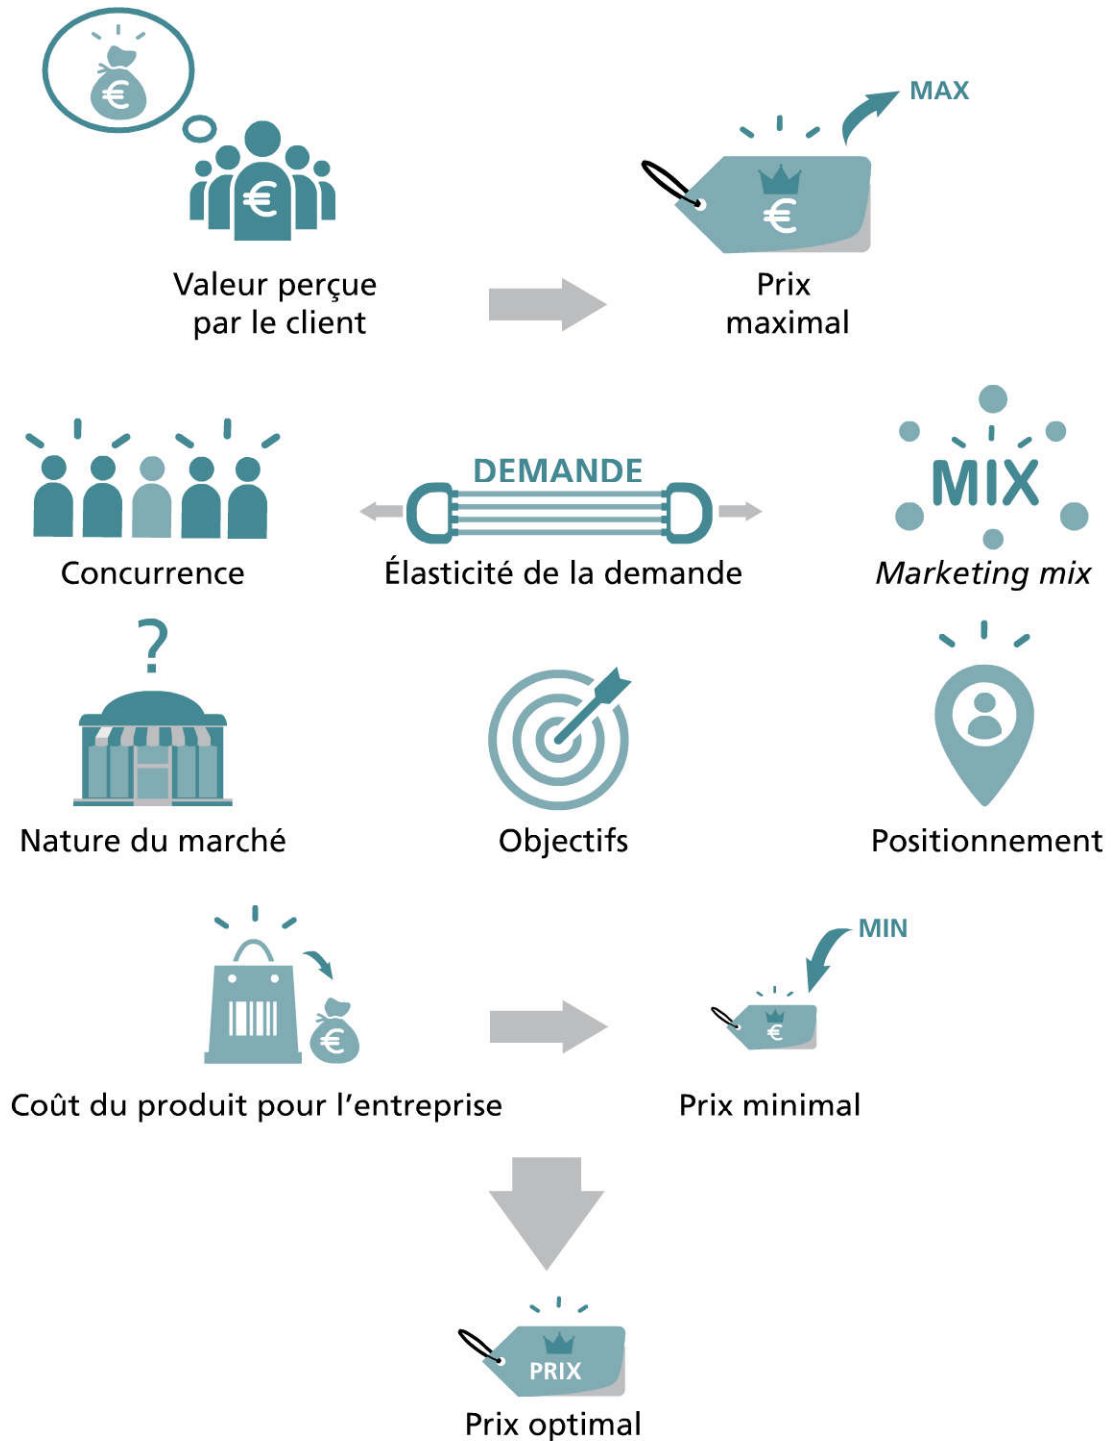 €
MAX
€
€
Valeur perçue
par le client
Prix
maximal
DEMANDE
MIX
Concurrence
Élasticité de la demande
Marketing mix
?
Nature du marché
Objectifs
Positionnement
MIN
€
€
Coût du produit pour l'entreprise
Prix minimal
PRIX
Prix optimal